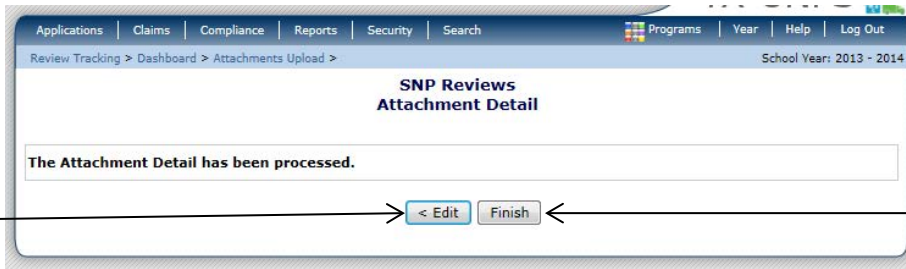 Applications | Claims | Compliance | Reports | Security | Search Programs | Year | Help | Log Out
Review Tracking > Dashboard > Attachments Upload > School Year: 2013 - 2014
SNP Reviews
Attachment Detail
The Attachment Detail has been processed.
< Edit Finish